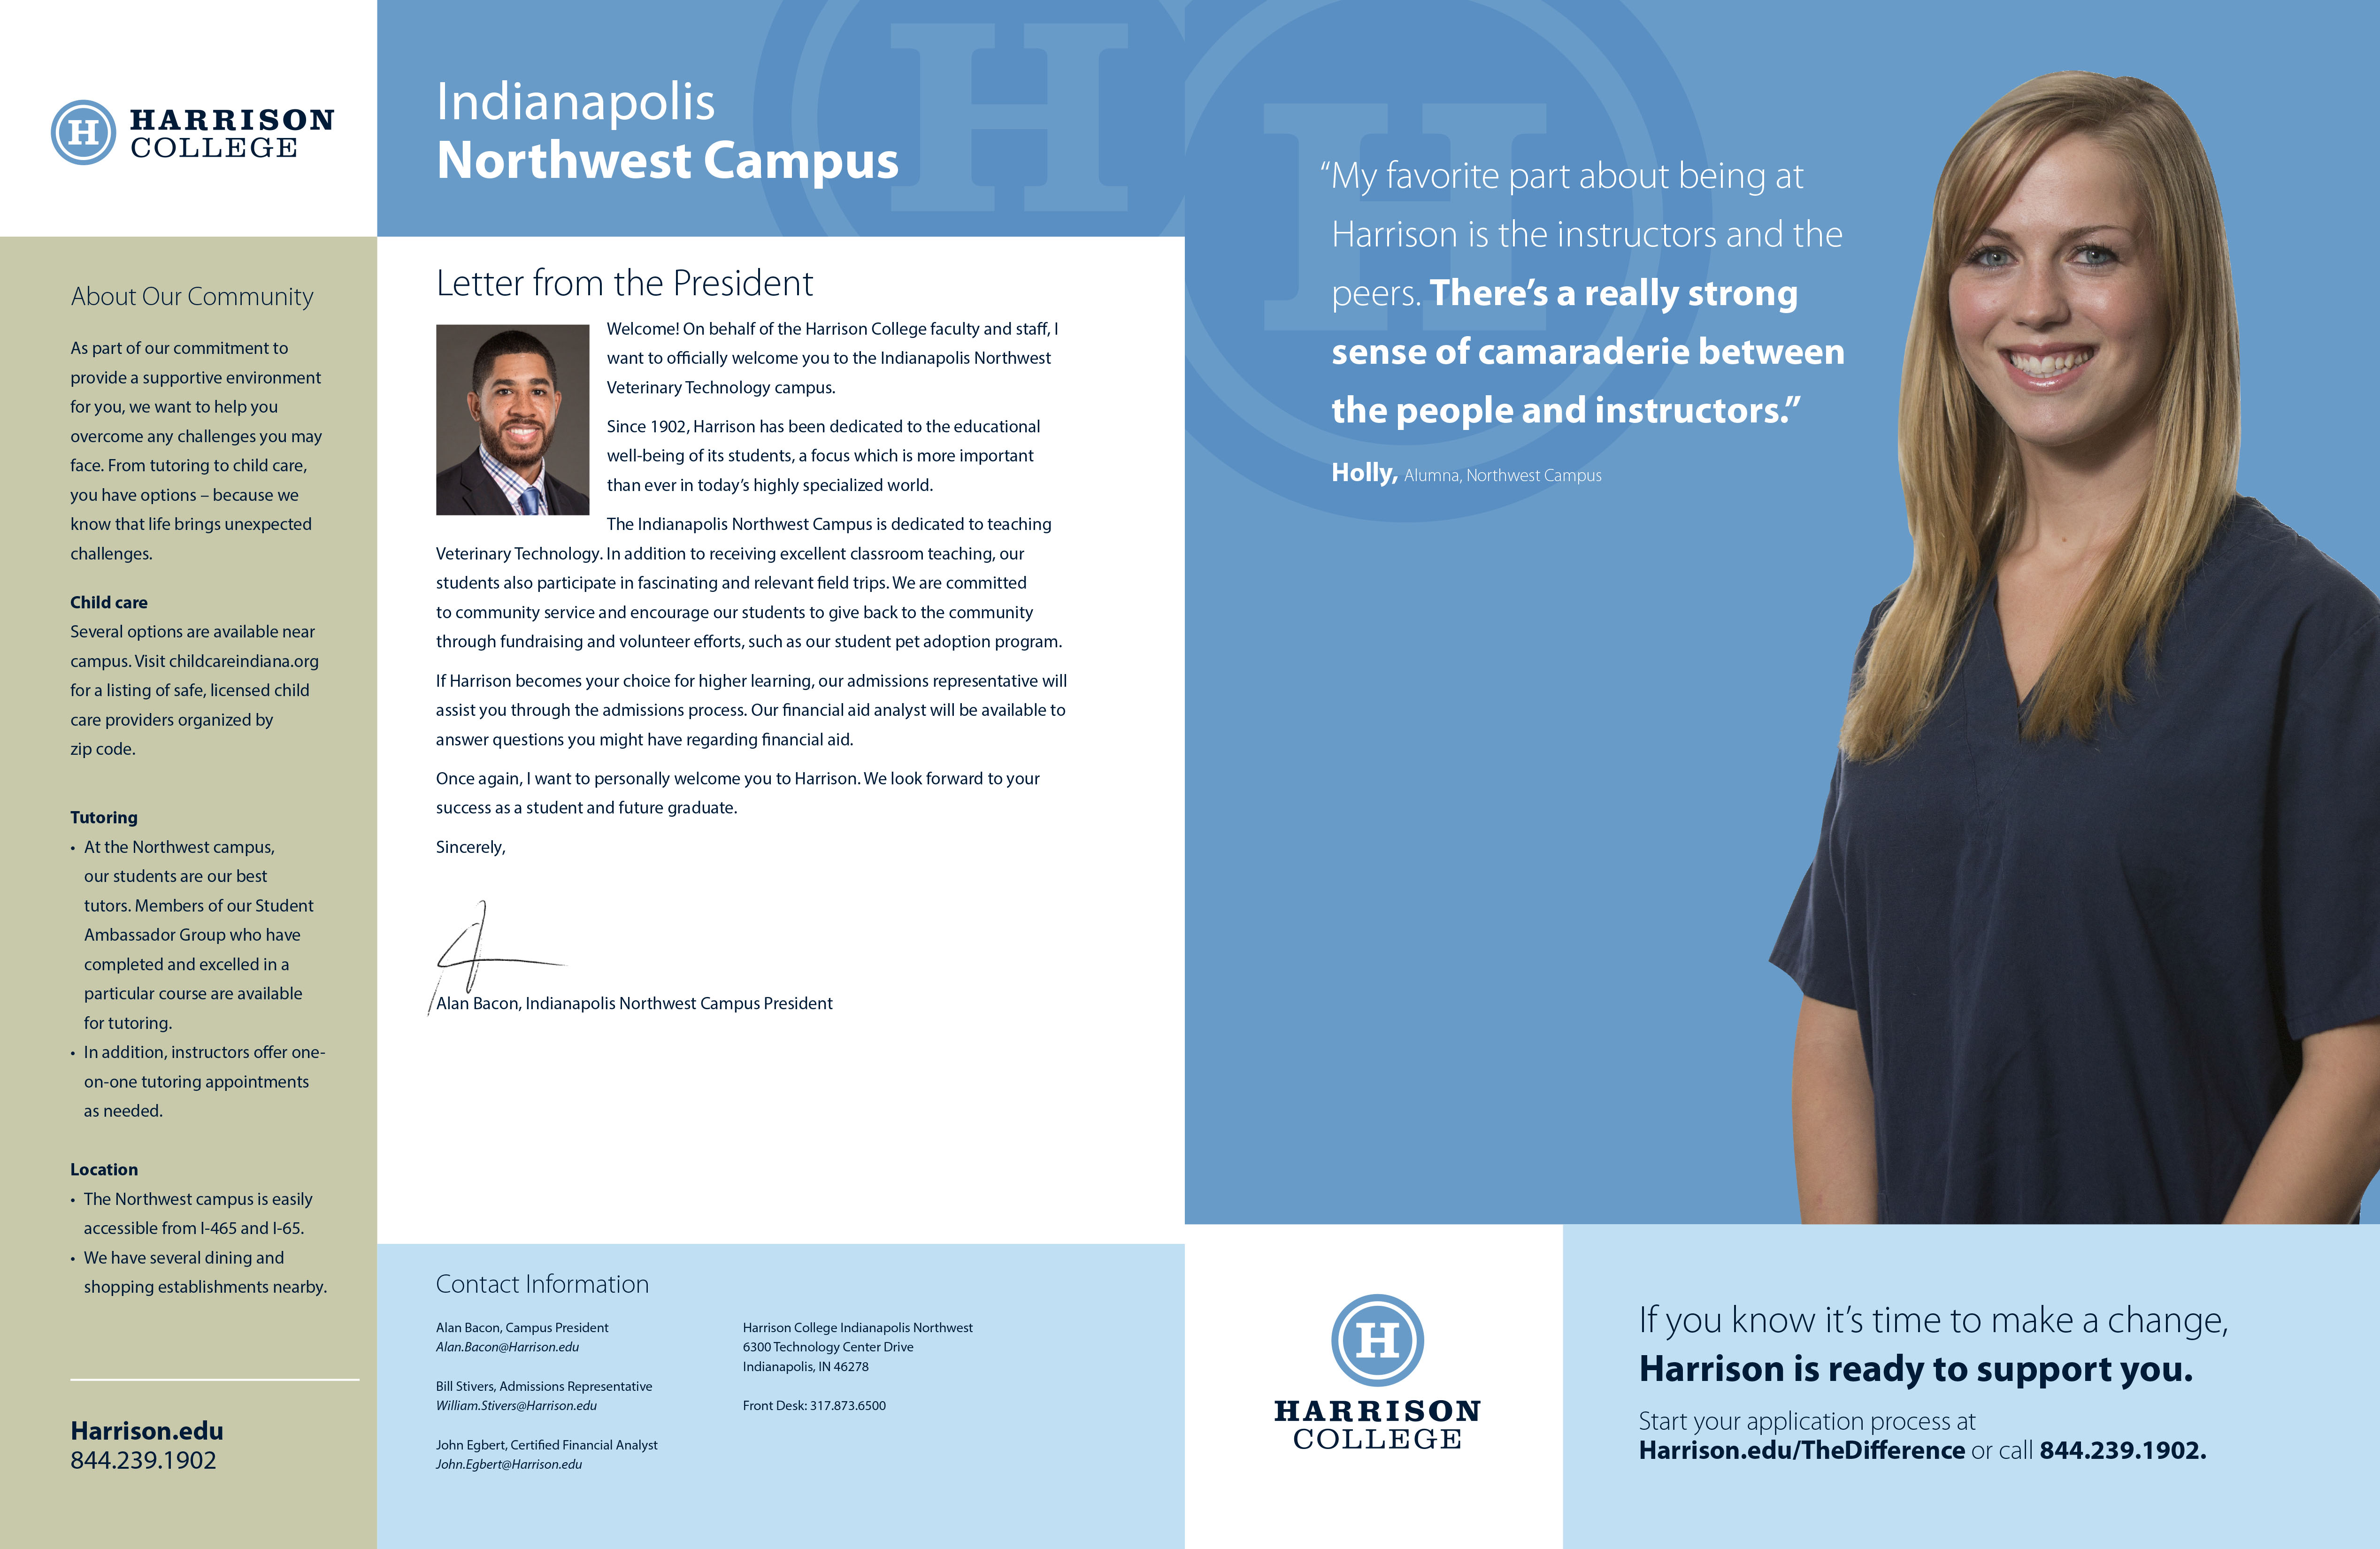 HARRISON
COLLEGE
Indianapolis
Northwest Campus
About Our Community
As part of our commitment to
provide a supportive environment
for you, we want to help you
overcome any challenges you may
face. From tutoring to child care,
you have options – because we
know that life brings unexpected
challenges.
Child care
Several options are available near
campus. Visit childcareindiana.org
for a listing of safe, licensed child
care providers organized by
zip code.
Tutoring
• At the Northwest campus,
our students are our best
tutors. Members of our Student
Ambassador Group who have
completed and excelled in a
particular course are available
for tutoring.
• In addition, instructors offer one-
on-one tutoring appointments
as needed.
Location
• The Northwest campus is easily
accessible from I-465 and I-65.
• We have several dining and
shopping establishments nearby.
Harrison.edu
844.239.1902
Letter from the President
Welcome! On behalf of the Harrison College faculty and staff, I
want to officially welcome you to the Indianapolis Northwest
Veterinary Technology campus.
Since 1902, Harrison has been dedicated to the educational
well-being of its students, a focus which is more important
than ever in today’s highly specialized world.
The Indianapolis Northwest Campus is dedicated to teaching
Veterinary Technology. In addition to receiving excellent classroom teaching, our
students also participate in fascinating and relevant field trips. We are committed
to community service and encourage our students to give back to the community
through fundraising and volunteer efforts, such as our student pet adoption program.
If Harrison becomes your choice for higher learning, our admissions representative will
assist you through the admissions process. Our financial aid analyst will be available to
answer questions you might have regarding financial aid.
Once again, I want to personally welcome you to Harrison. We look forward to your
success as a student and future graduate.
Sincerely,
Alan Bacon, Indianapolis Northwest Campus President
Contact Information
Alan Bacon, Campus President
Alan.Bacon@Harrison.edu
Bill Stivers, Admissions Representative
William.Stivers@Harrison.edu
John Egbert, Certified Financial Analyst
John.Egbert@Harrison.edu
Harrison College Indianapolis Northwest
6300 Technology Center Drive
Indianapolis, IN 46278
Front Desk: 317.873.6500
“My favorite part about being at
Harrison is the instructors and the
peers. There’s a really strong
sense of camaraderie between
the people and instructors.”
Holly, Alumna, Northwest Campus
H
HARRISON
COLLEGE
If you know it’s time to make a change,
Harrison is ready to support you.
Start your application process at
Harrison.edu/TheDifference or call 844.239.1902.